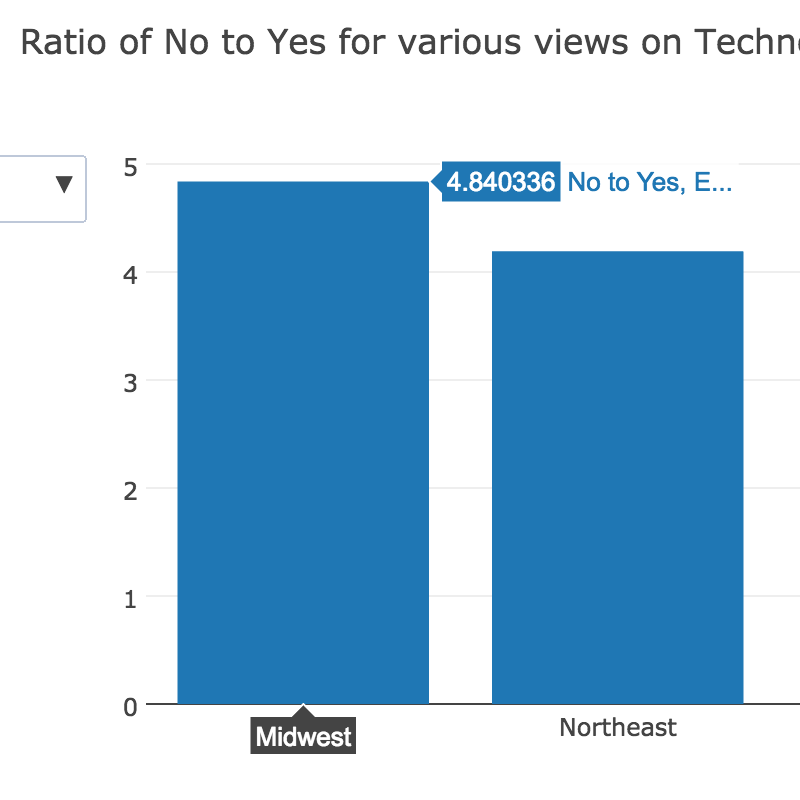 Ratio of No to Yes for various views on Techno
5
4.840336 No to Yes, E...
4
3
2
1
0
Midwest
Northeast